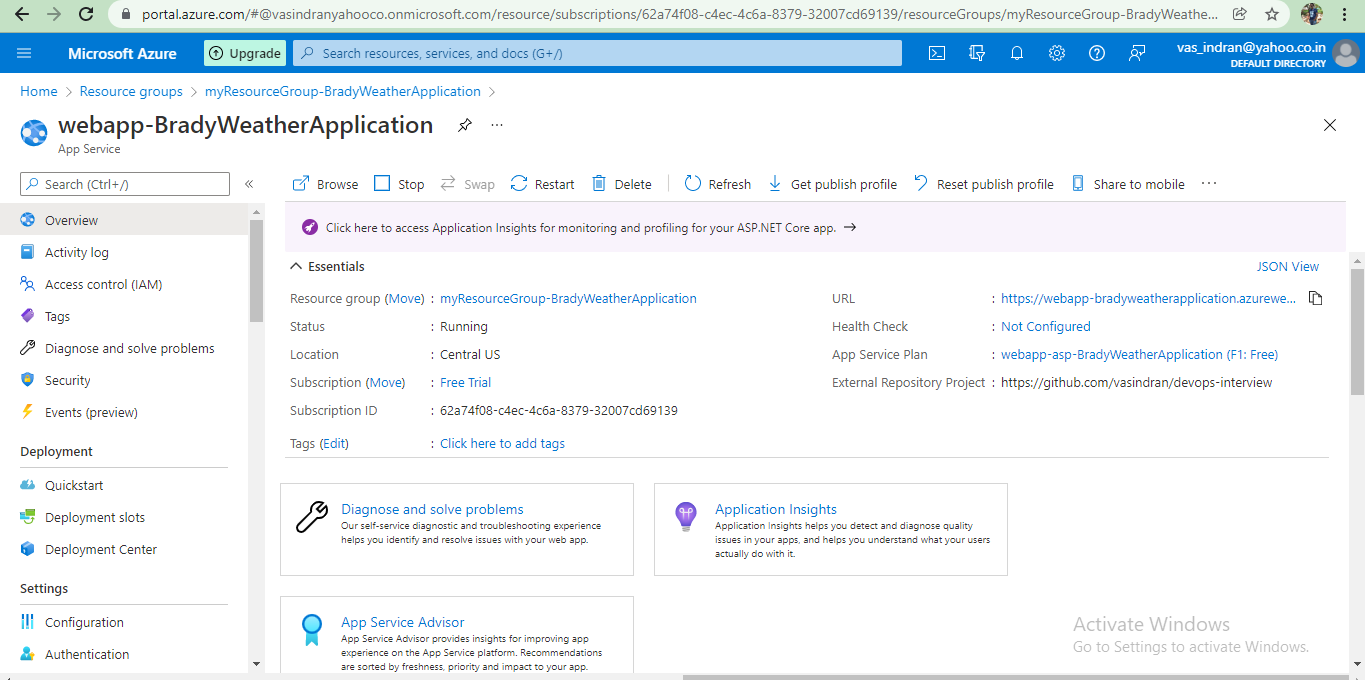 portal.azure.com/#@vasindranyahooco.onmicrosoft.com/resource/subscriptions/62a74f08-c4ec-4c6a-8379-32007cd69139/resourceGroups/myResourceGroup-BradyWeathe...
Microsoft Azure
Upgrade
Search resources, services, and docs (G+/)
vas_indran@yahoo.co.in
DEFAULT DIRECTORY
Home > Resource groups > myResourceGroup-BradyWeatherApplication >
webapp-BradyWeatherApplication
App Service
Search (Ctrl+/)
«
Browse Stop Swap Restart Delete Refresh Get publish profile Reset publish profile Share to mobile ...
Overview
Activity log
Access control (IAM)
Tags
Diagnose and solve problems
Security
Events (preview)
Deployment
Quickstart
Deployment slots
Deployment Center
Settings
Configuration
Authentication
Click here to access Application Insights for monitoring and profiling for your ASP.NET Core app. →
Essentials
JSON View
Resource group (Move) : myResourceGroup-BradyWeatherApplication
Status : Running
Location : Central US
Subscription (Move) : Free Trial
Subscription ID : 62a74f08-c4ec-4c6a-8379-32007cd69139
Tags (Edit) : Click here to add tags
URL : https://webapp-bradyweatherapplication.azurewe...
Health Check : Not Configured
App Service Plan : webapp-asp-BradyWeatherApplication (F1: Free)
External Repository Project : https://github.com/vasindran/devops-interview
Diagnose and solve problems
Our self-service diagnostic and troubleshooting experience
helps you identify and resolve issues with your web app.
Application Insights
Application Insights helps you detect and diagnose quality
issues in your apps, and helps you understand what your users
actually do with it.
App Service Advisor
App Service Advisor provides insights for improving app
experience on the App Service platform. Recommendations
are sorted by freshness, priority and impact to your app.
Activate Windows
Go to Settings to activate Windows.